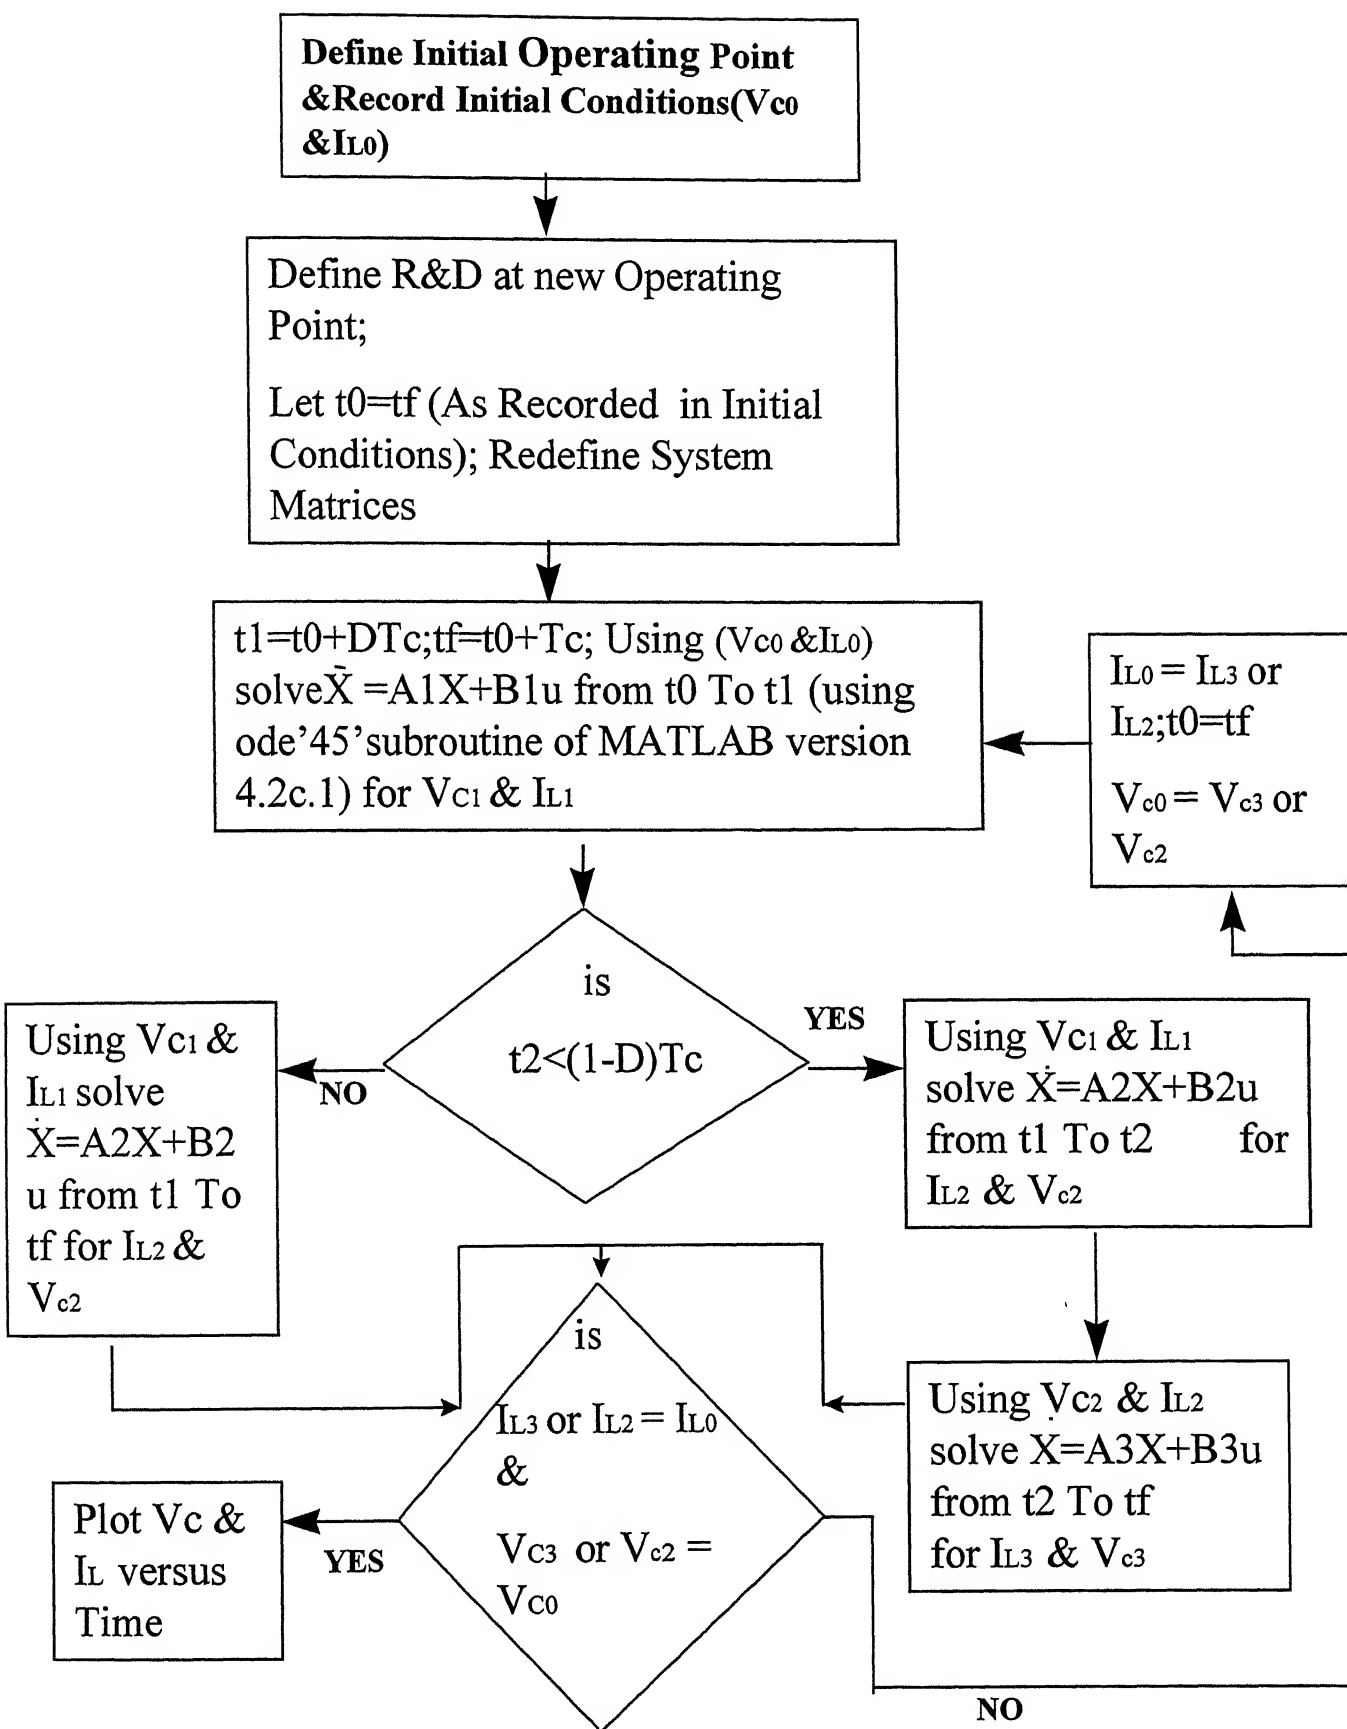 Define Initial Operating Point
&Record Initial Conditions(Vc0
&IL0)
Define R&D at new Operating
Point;
Let t0=tf (As Recorded in Initial
Conditions); Redefine System
Matrices
t1=t0+DTc;tf=t0+Tc; Using (Vc0 &IL0)
solveX̄ =A1X+B1u from t0 To t1 (using
ode’45’subroutine of MATLAB version
4.2c.1) for VC1 & IL1
IL0 = IL3 or
IL2;t0=tf
Vc0 = Vc3 or
Vc2
is
t2<(1-D)Tc
YES
NO
Using VC1 &
IL1 solve
Ẋ=A2X+B2
u from t1 To
tf for IL2 &
Vc2
Using VC1 & IL1
solve Ẋ=A2X+B2u
from t1 To t2 for
IL2 & Vc2
is
IL3 or IL2 = IL0
&
VC3 or Vc2 =
VC0
Using VC2 & IL2
solve Ẋ=A3X+B3u
from t2 To tf
for IL3 & Vc3
YES
Plot Vc &
IL versus
Time
NO